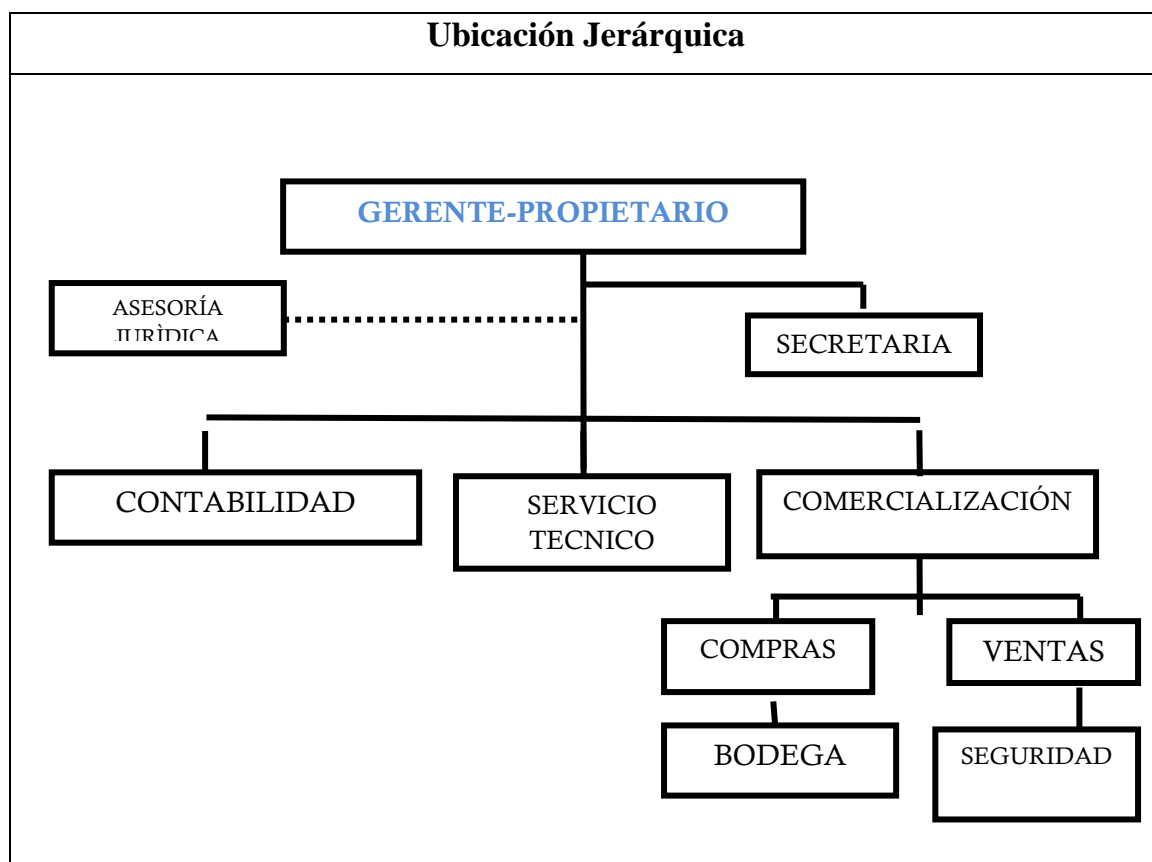 Ubicación Jerárquica
GERENTE-PROPIETARIO
ASESORÍA
JURÌDICA
SECRETARIA
CONTABILIDAD
SERVICIO
TECNICO
COMERCIALIZACIÓN
COMPRAS
VENTAS
BODEGA
SEGURIDAD